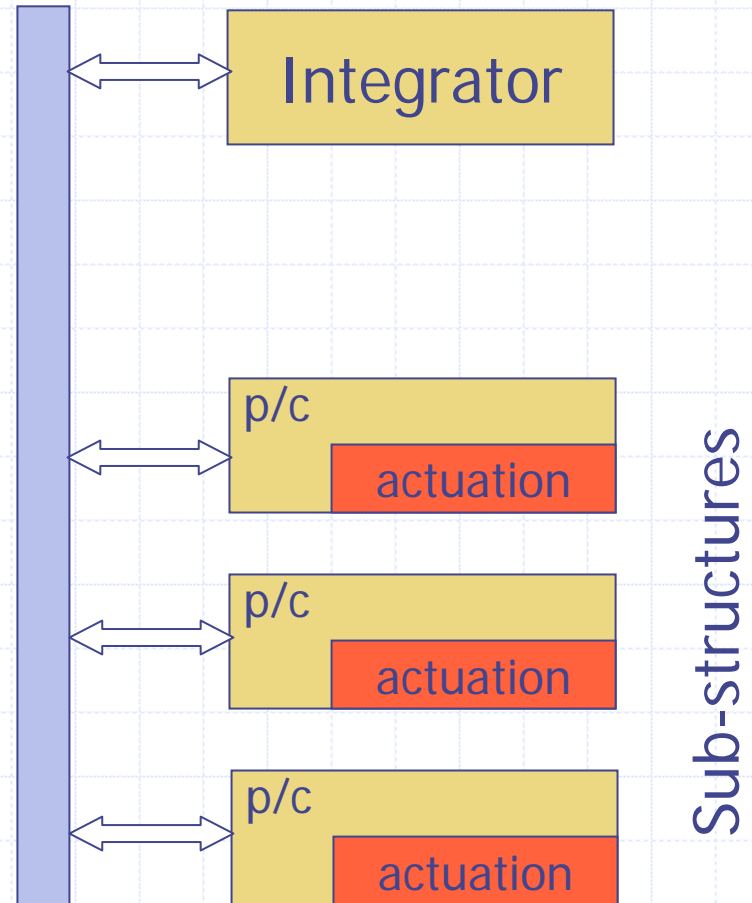 Integrator
p/c
actuation
p/c
actuation
p/c
actuation
Sub-structures